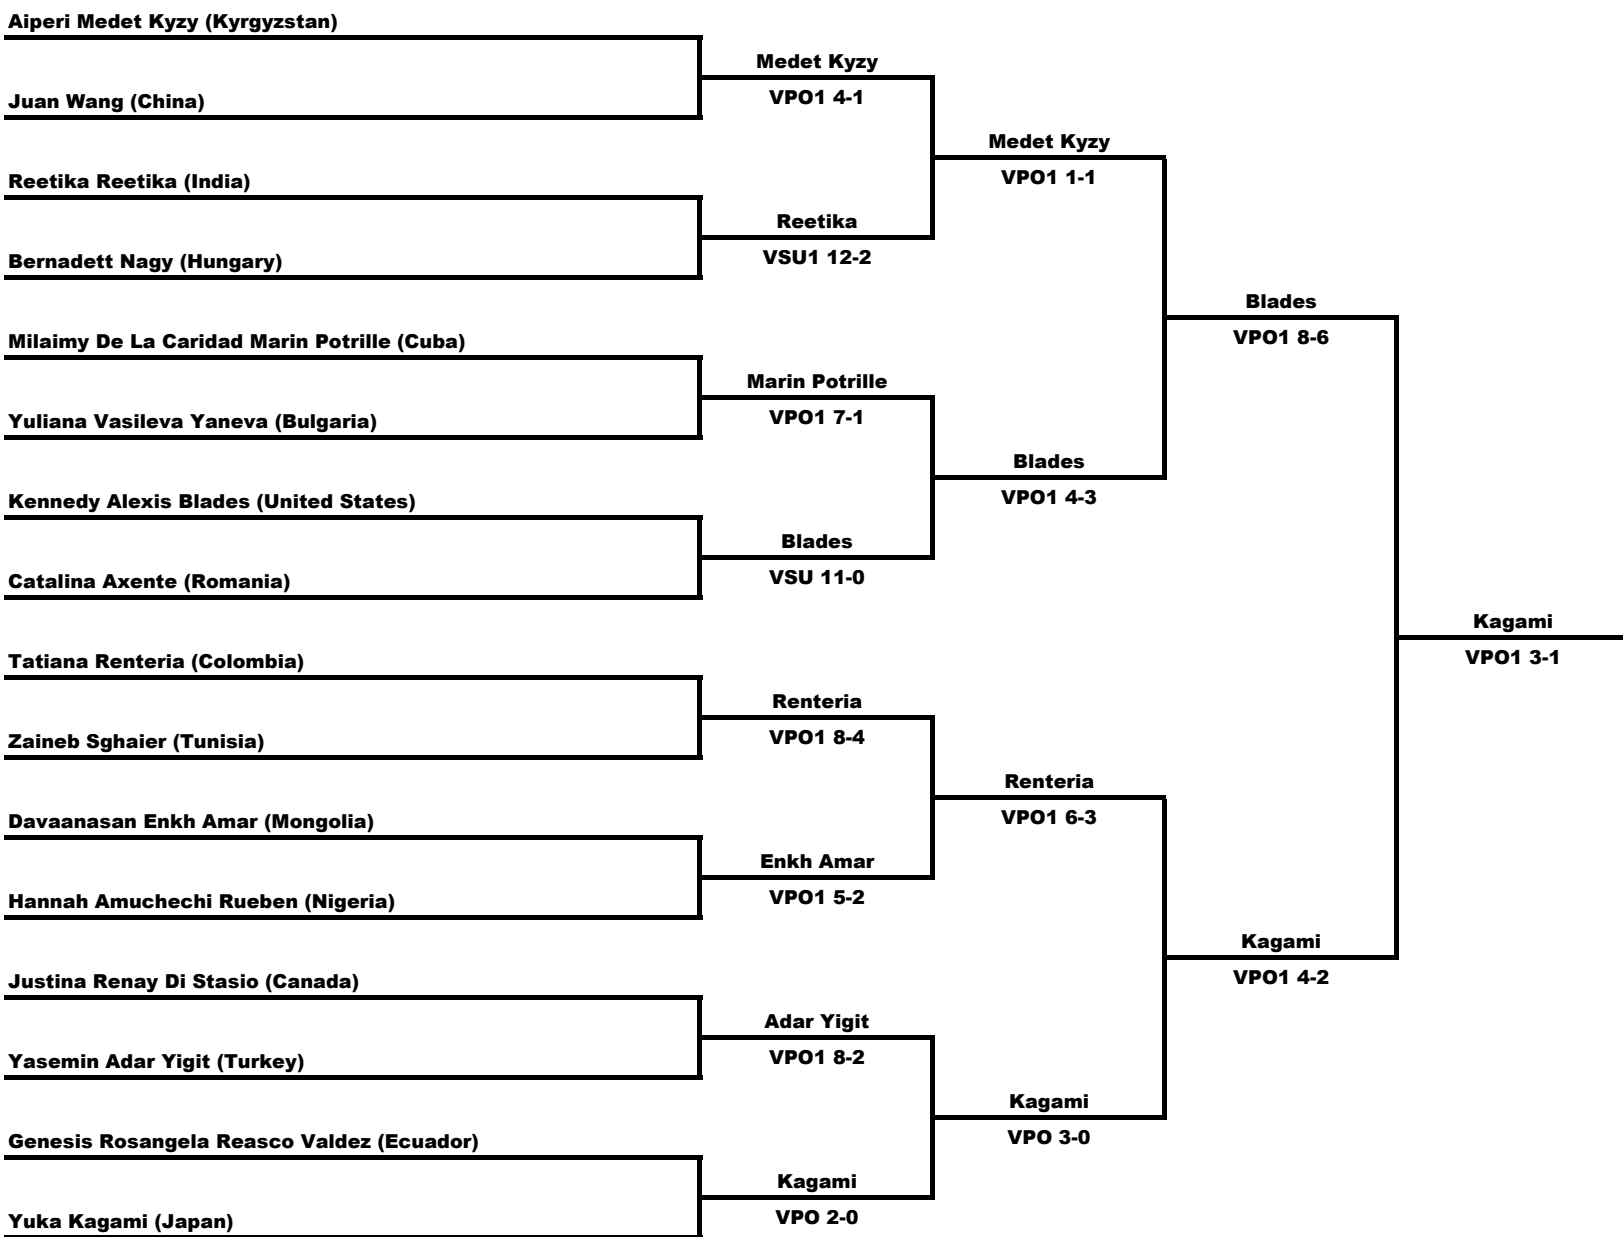 Aiperi Medet Kyzy (Kyrgyzstan)
Juan Wang (China)
Reetika Reetika (India)
Bernadett Nagy (Hungary)
Milaimy De La Caridad Marin Potrille (Cuba)
Yuliana Vasileva Yaneva (Bulgaria)
Kennedy Alexis Blades (United States)
Catalina Axente (Romania)
Tatiana Renteria (Colombia)
Zaineb Sghaier (Tunisia)
Davaanasan Enkh Amar (Mongolia)
Hannah Amuchechi Rueben (Nigeria)
Justina Renay Di Stasio (Canada)
Yasemin Adar Yigit (Turkey)
Genesis Rosangela Reasco Valdez (Ecuador)
Yuka Kagami (Japan)
Medet Kyzy
VPO1 4-1
Reetika
VSU1 12-2
Marin Potrille
VPO1 7-1
Blades
VSU 11-0
Renteria
VPO1 8-4
Enkh Amar
VPO1 5-2
Adar Yigit
VPO1 8-2
Kagami
VPO 2-0
Medet Kyzy
VPO1 1-1
Blades
VPO1 4-3
Renteria
VPO1 6-3
Kagami
VPO 3-0
Blades
VPO1 8-6
Kagami
VPO1 4-2
Kagami
VPO1 3-1